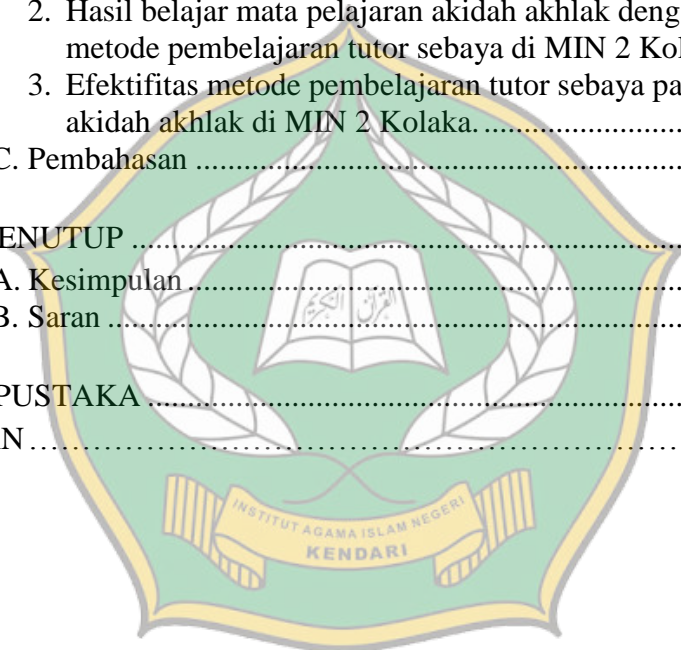 2. Hasil belajar mata pelajaran akidah akhlak deng
metode pembelajaran tutor sebaya di MIN 2 Kol
3. Efektifitas metode pembelajaran tutor sebaya pa
akidah akhlak di MIN 2 Kolaka. ............................
C. Pembahasan ................................................................
ENUTUP ........................................................................
A. Kesimpulan ................................................................
B. Saran ............................................................................
PUSTAKA ......................................................................
N ……………………………………………………………
القرآن الكريم
INSTITUT AGAMA ISLAM NEGERI
KENDARI